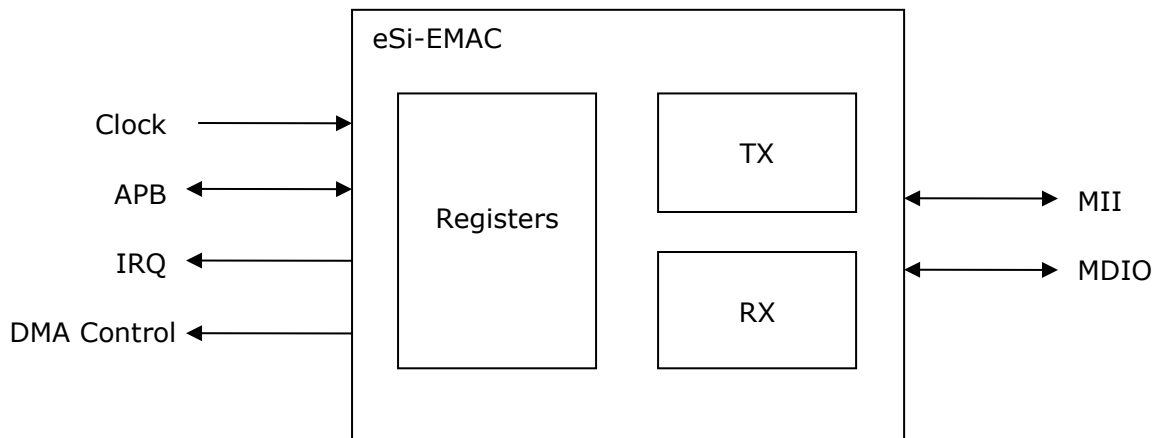 eSi-EMAC
Clock
APB
IRQ
DMA Control
Registers
TX
RX
MII
MDIO